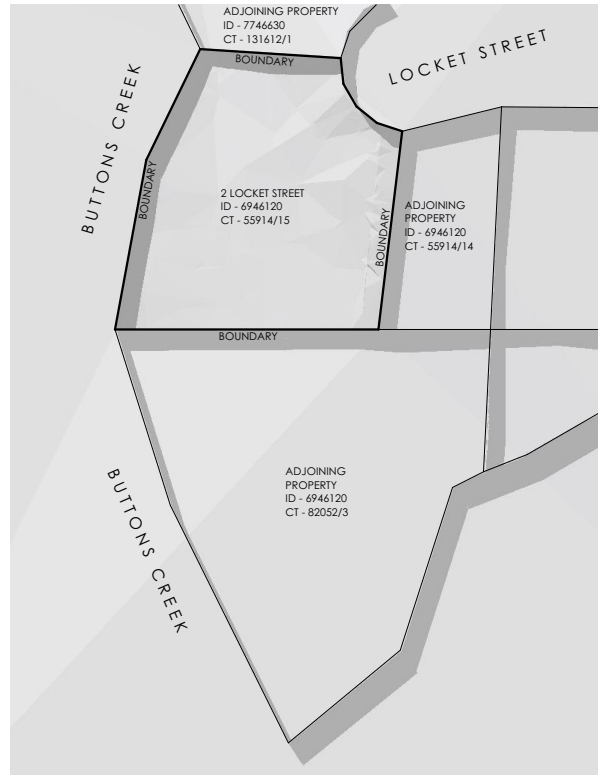 ADJOINING PROPERTY
ID - 7746630
CT - 131612/1
BOUNDARY
LOCKET STREET
BUTTONS CREEK
BOUNDARY
2 LOCKET STREET
ID - 6946120
CT - 55914/15
BOUNDARY
ADJOINING
PROPERTY
ID - 6946120
CT - 55914/14
BOUNDARY
ADJOINING
PROPERTY
ID - 6946120
CT - 82052/3
BUTTONS CREEK